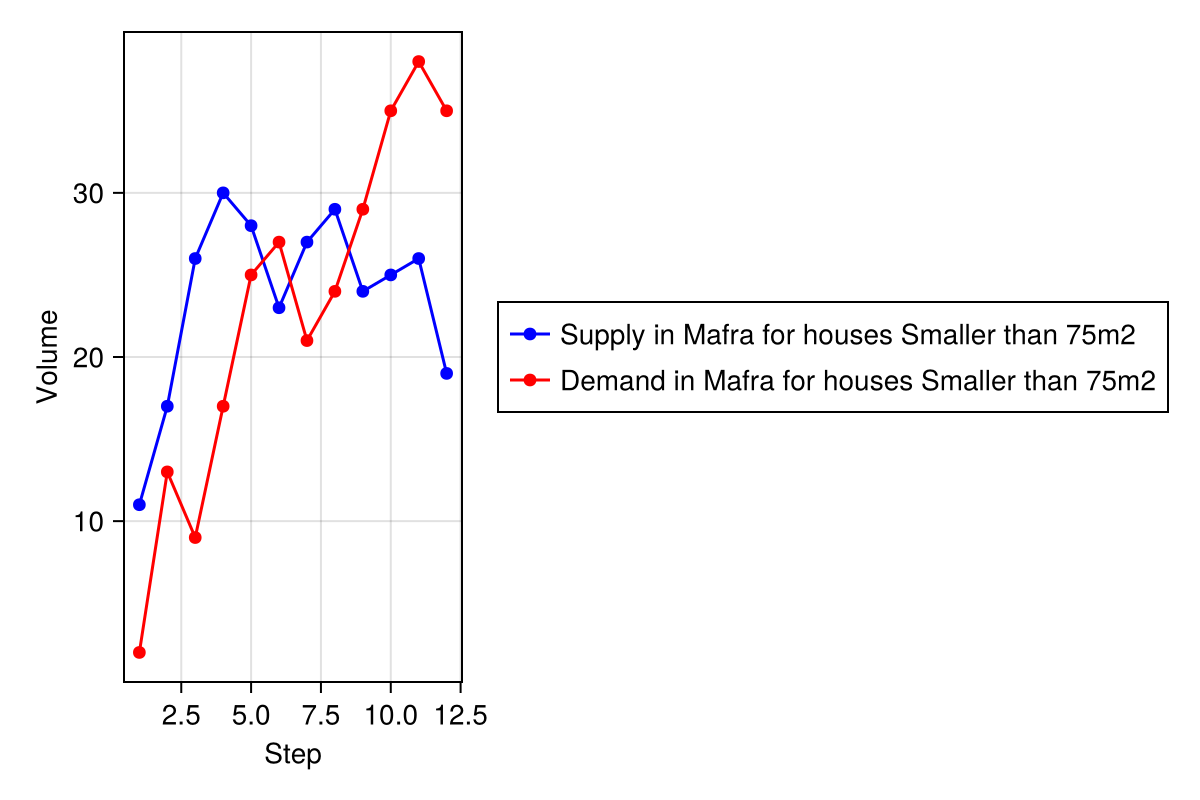 30
20
10
Volume
2.5 5.0 7.5 10.0 12.5
Step
Supply in Mafra for houses Smaller than 75m2
Demand in Mafra for houses Smaller than 75m2